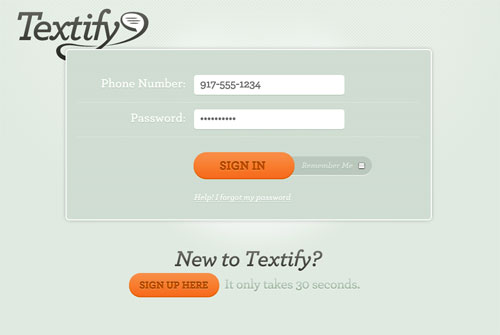 Textify
Phone Number: 917-555-1234
Password: ••••••••••
SIGN IN Remember Me
Help! I forgot my password
New to Textify?
SIGN UP HERE It only takes 30 seconds.